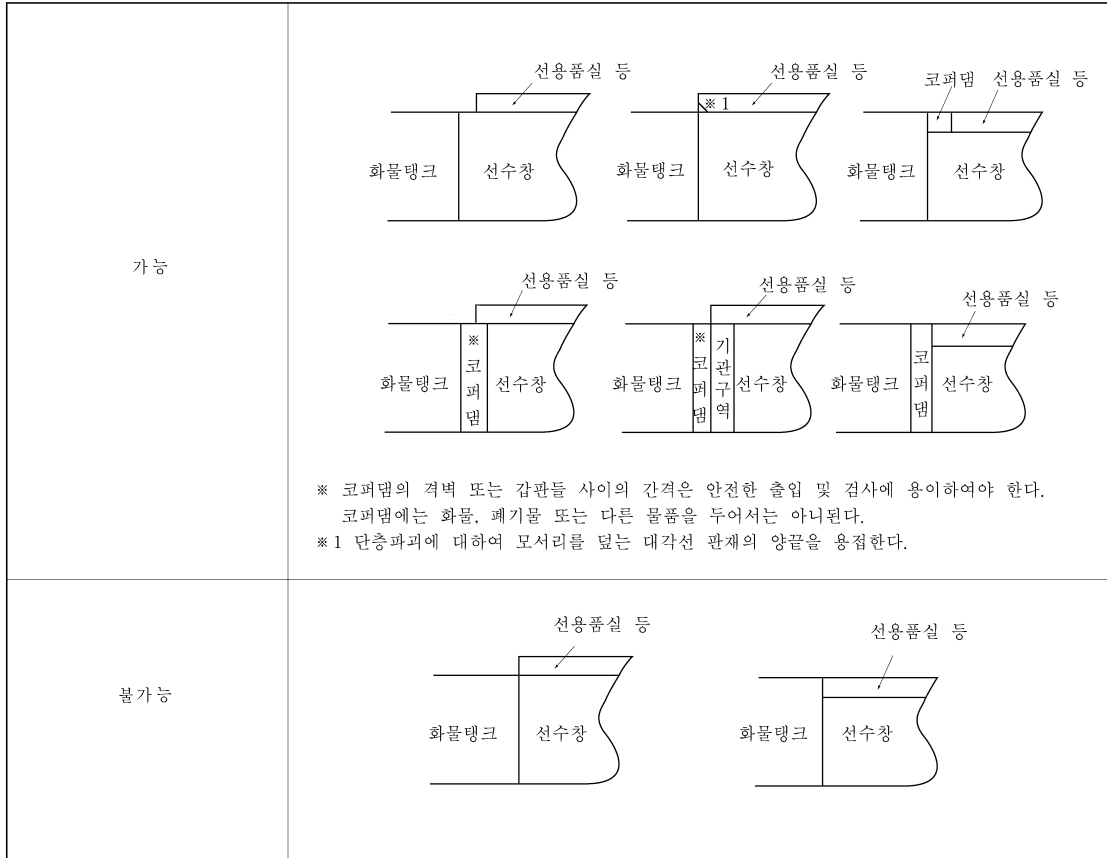 가능
선용품실 등
※1
화물탱크
선수창
선용품실 등
화물탱크
선수창
코퍼댐
선용품실 등
화물탱크
선수창
선용품실 등
화물탱크
※코퍼댐
선수창
선용품실 등
화물탱크
※코퍼댐
기관구역
선수창
선용품실 등
화물탱크
코퍼댐
선수창
※ 코퍼댐의 격벽 또는 갑판들 사이의 간격은 안전한 출입 및 검사에 용이하여야 한다.
코퍼댐에는 화물, 폐기물 또는 다른 물품을 두어서는 아니된다.
※1 단층파괴에 대하여 모서리를 덮는 대각선 판재의 양끝을 용접한다.
불가능
선용품실 등
화물탱크
선수창
선용품실 등
화물탱크
선수창